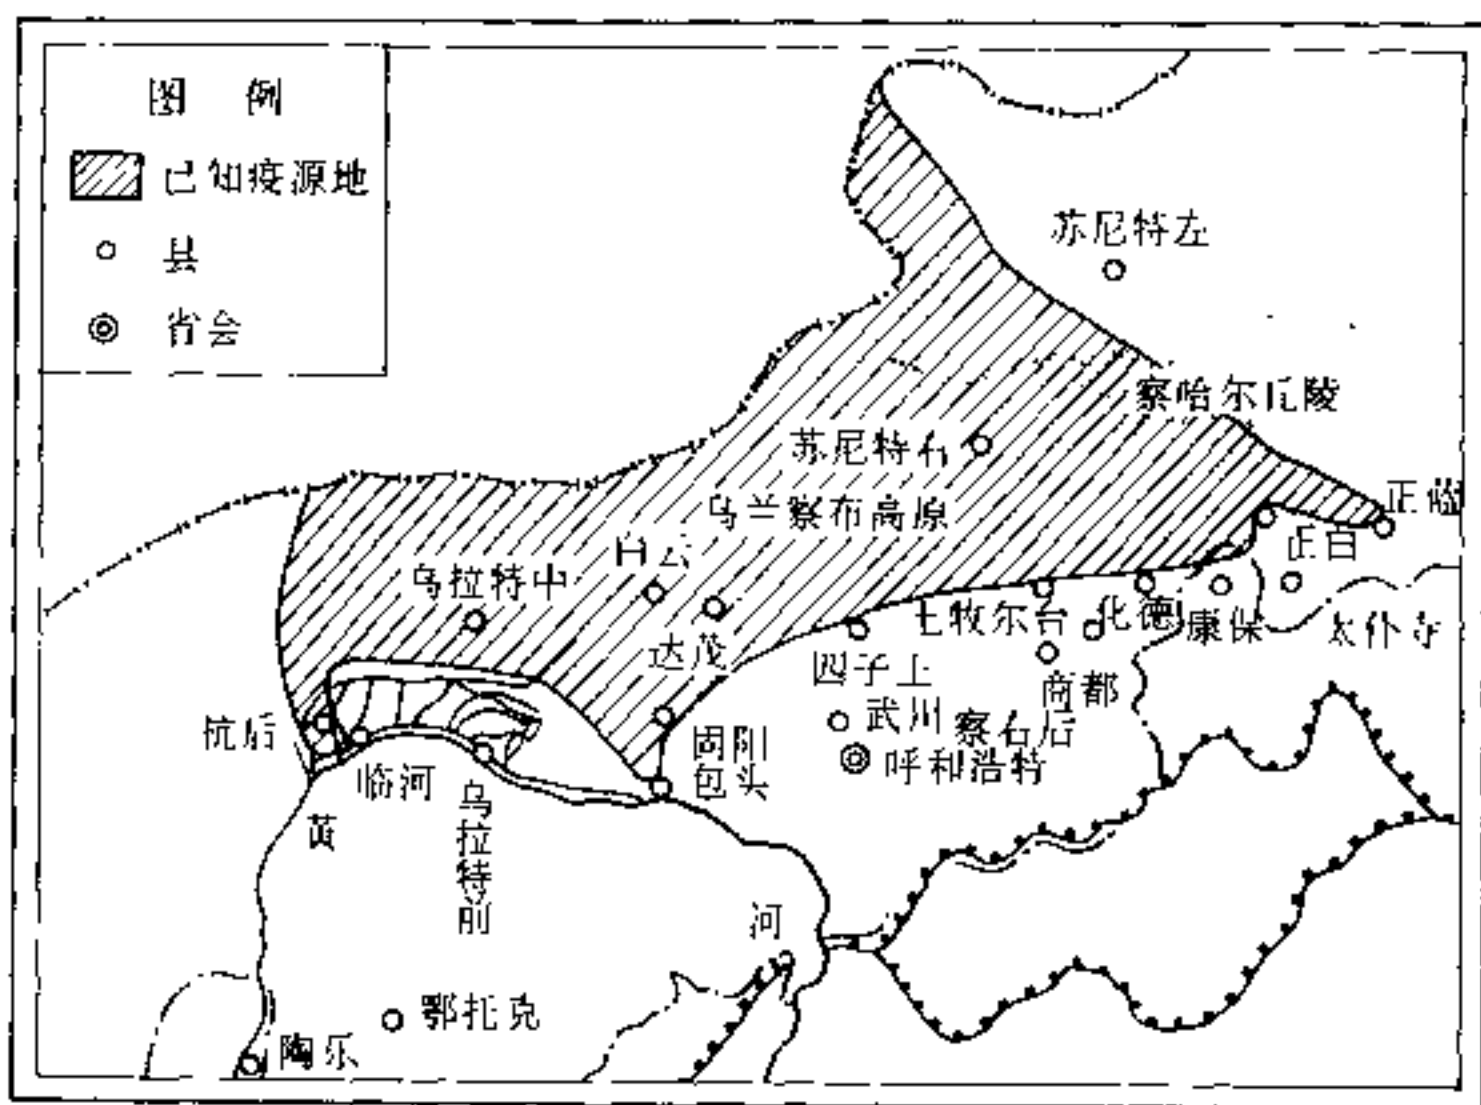 图 例
已知疫源地
县
省会
苏尼特左
察哈尔丘陵
苏尼特右
乌兰察布高原
正蓝
白云
正白
乌拉特中
达茂
土牧尔台
化德
康保
太仆寺
四子王
商都
杭后
固阳
武川
察右后
临河
包头
呼和浩特
乌拉特前
黄
河
鄂托克
陶乐